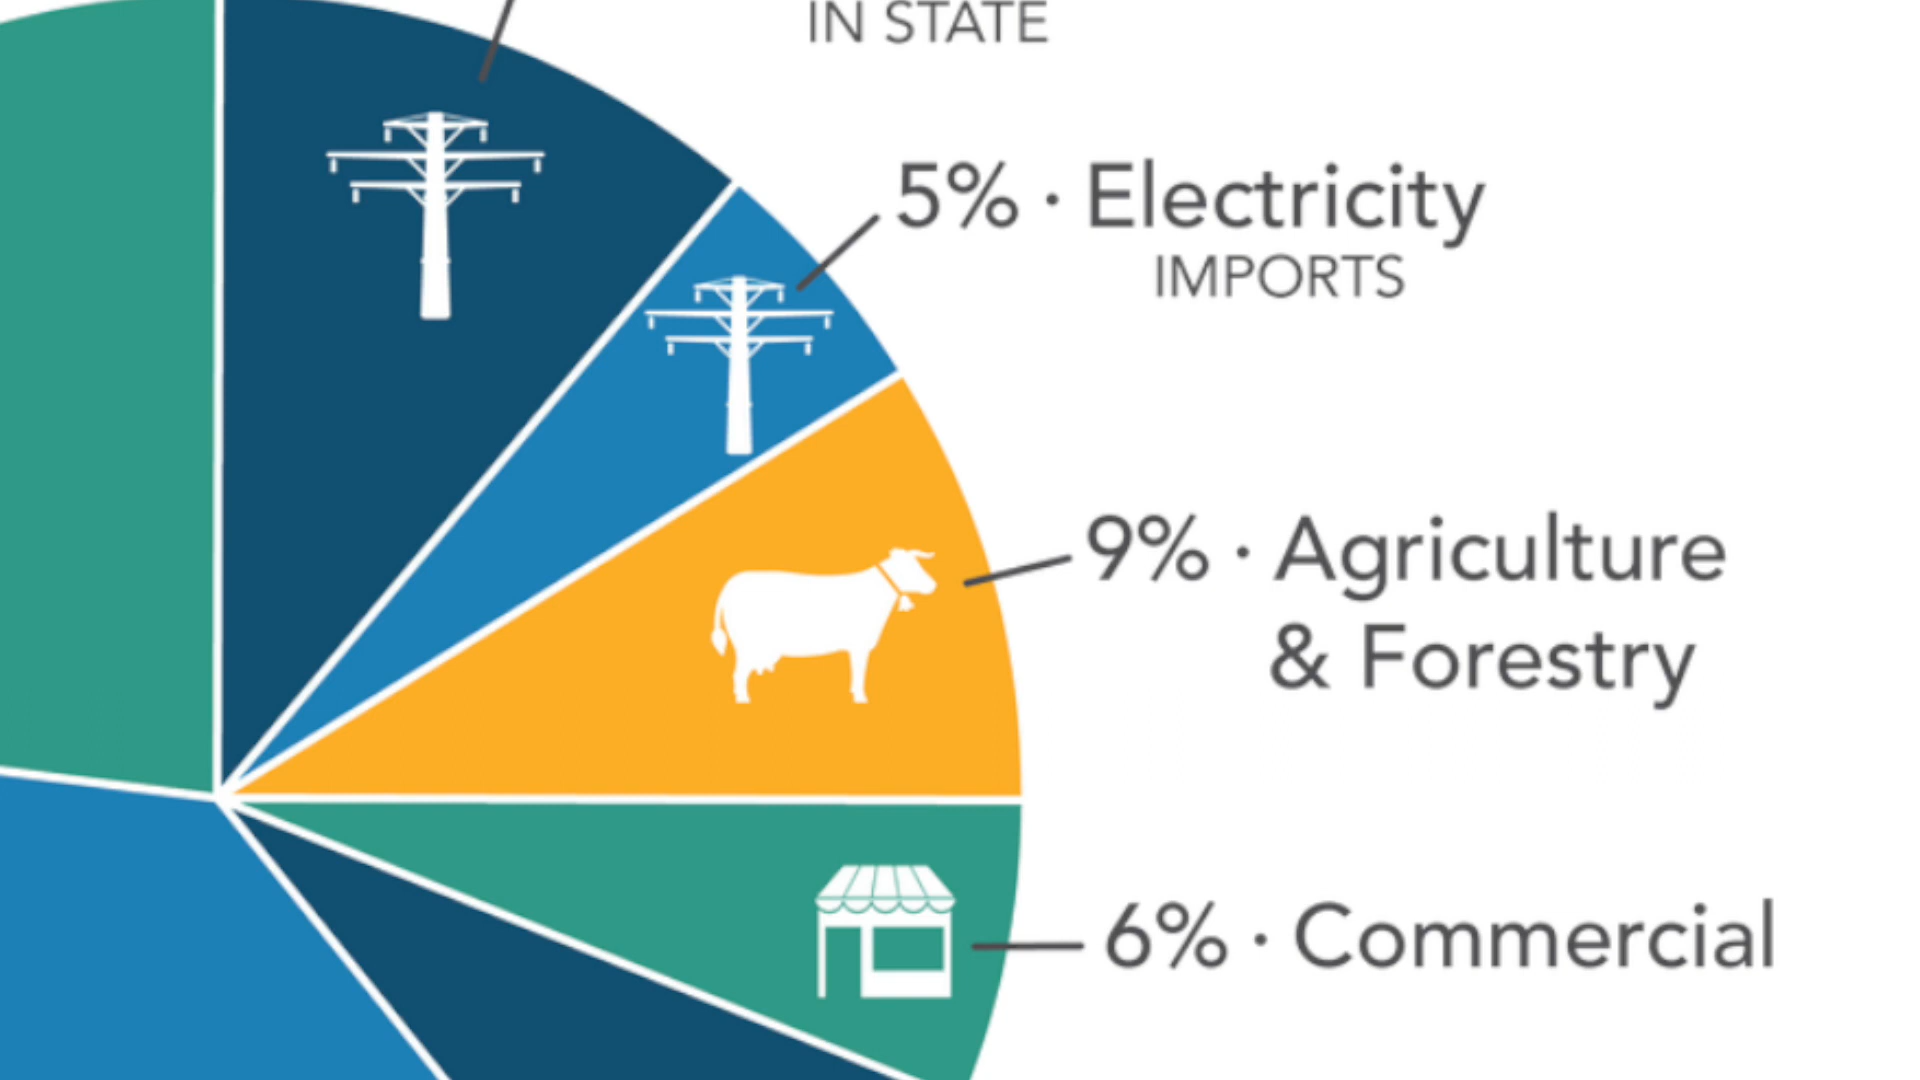 IN STATE
5% · Electricity
IMPORTS
9% · Agriculture
& Forestry
6% · Commercial